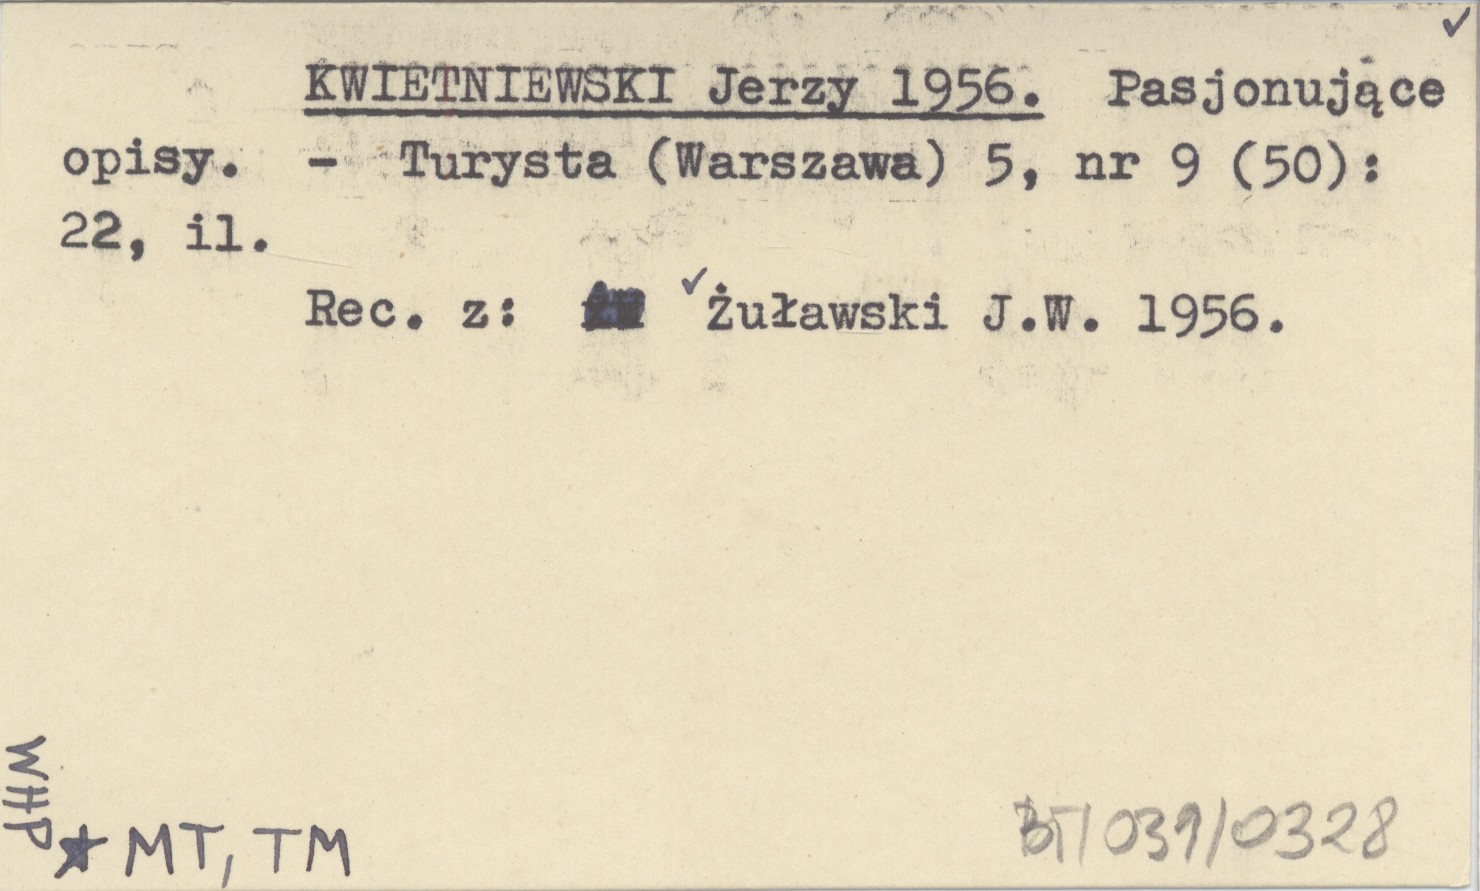 KWIETNIEWSKI Jerzy 1956. Pasjonujące
opisy. - Turysta (Warszawa) 5, nr 9 (50):
22, il.
Rec. z: ✓Żuławski J.W. 1956.
WHP
★ MT, TM
BT/039/0328